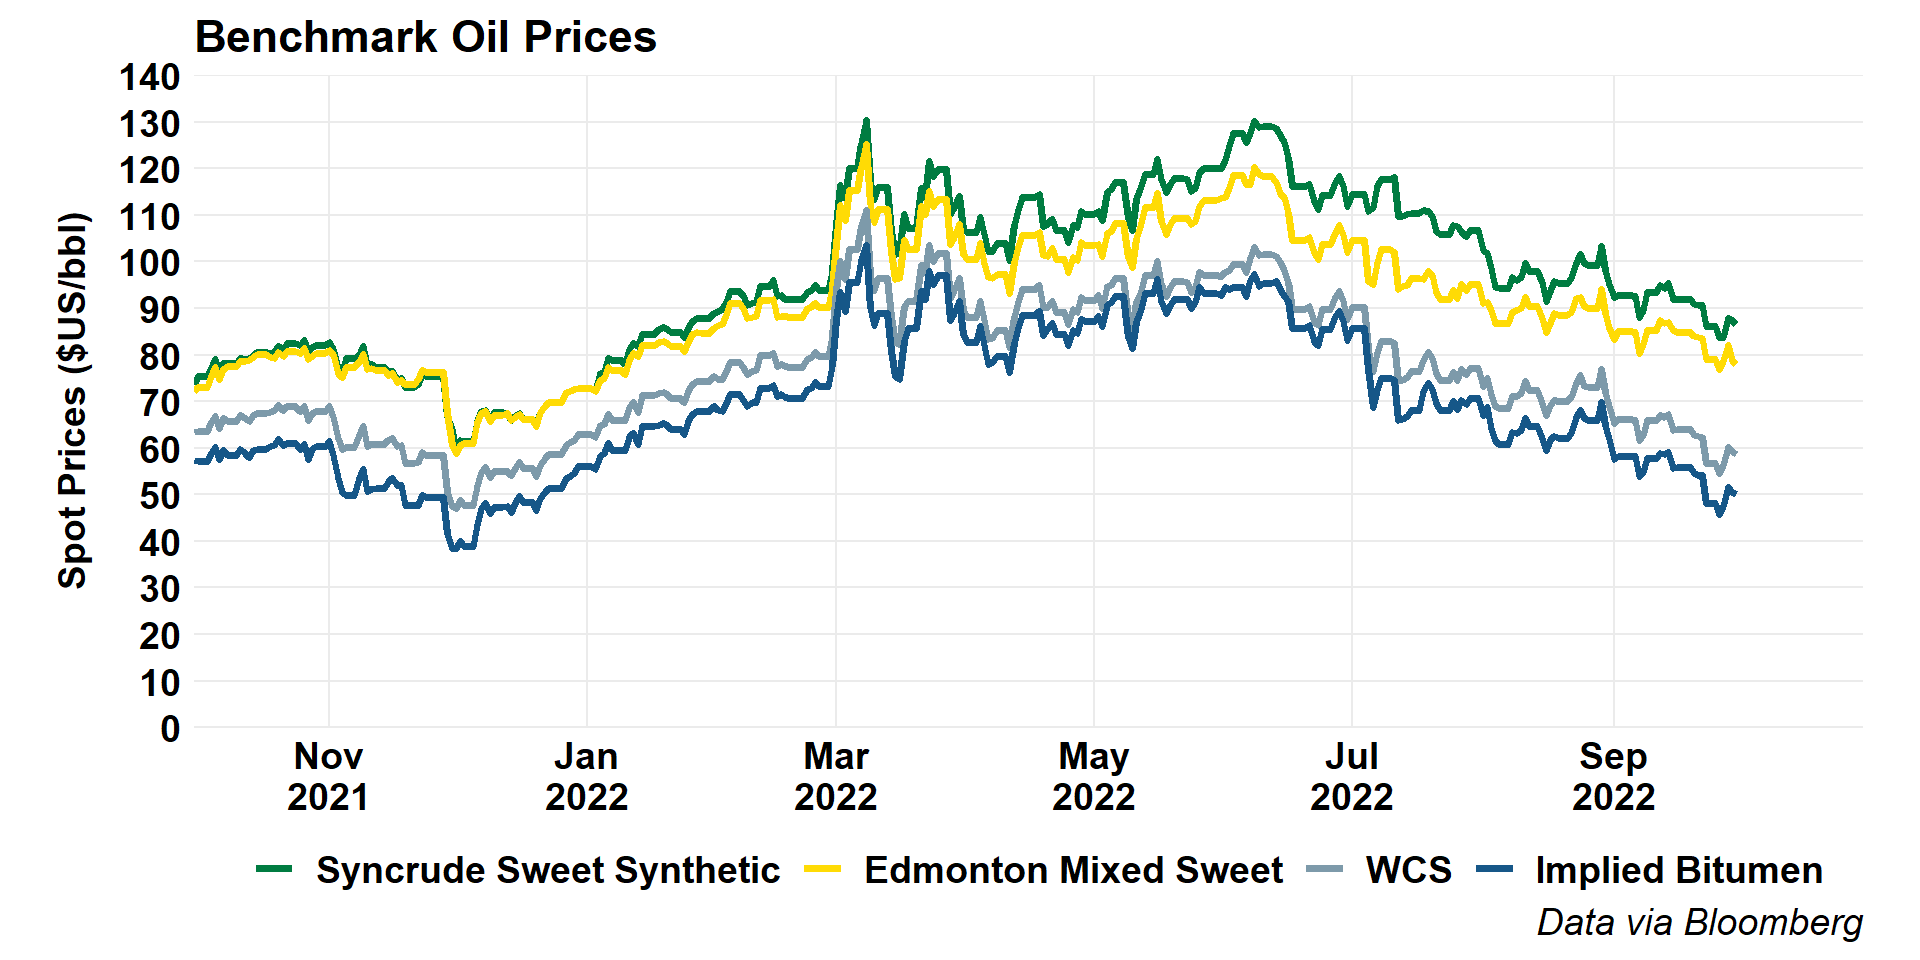 Benchmark Oil Prices
Spot Prices ($US/bbl)
140
130
120
110
100
90
80
70
60
50
40
30
20
10
0
Nov Jan Mar May Jul Sep
2021 2022 2022 2022 2022 2022
Syncrude Sweet Synthetic Edmonton Mixed Sweet WCS Implied Bitumen
Data via Bloomberg